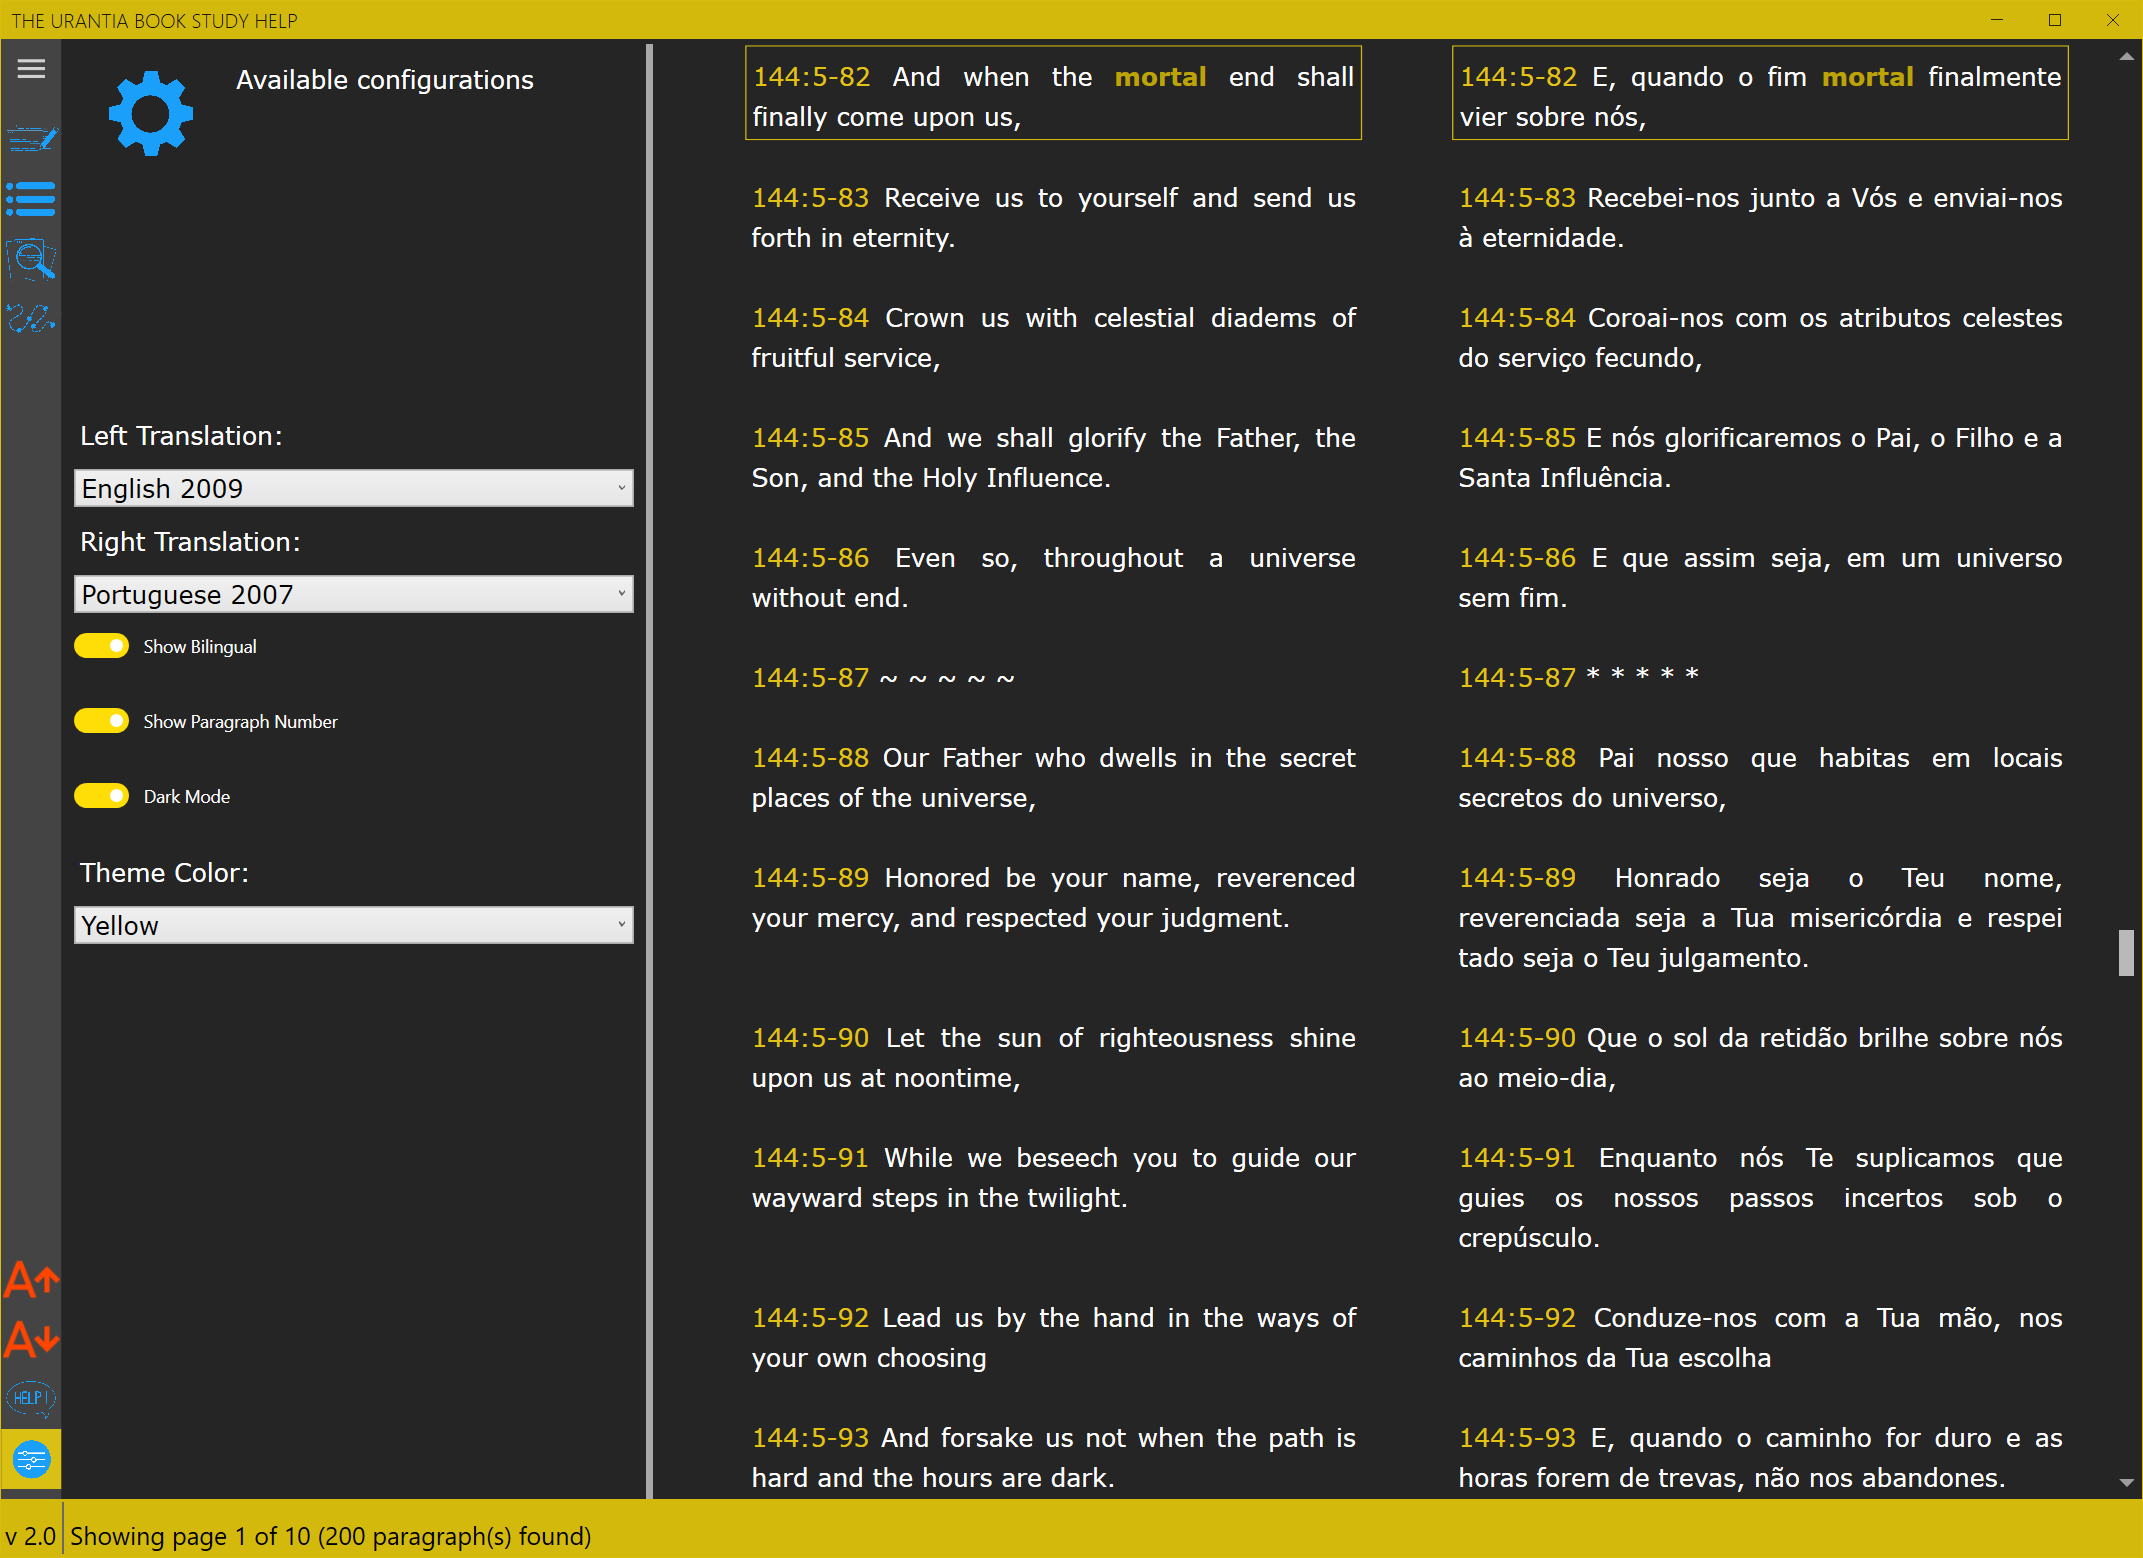 THE URANTIA BOOK STUDY HELP
Available configurations
Left Translation:
English 2009
Right Translation:
Portuguese 2007
Show Bilingual
Show Paragraph Number
Dark Mode
Theme Color:
Yellow
HELP!
144:5-82 And when the mortal end shall
finally come upon us,
144:5-83 Receive us to yourself and send us
forth in eternity.
144:5-84 Crown us with celestial diadems of
fruitful service,
144:5-85 And we shall glorify the Father, the
Son, and the Holy Influence.
144:5-86 Even so, throughout a universe
without end.
144:5-87 ~ ~ ~ ~ ~
144:5-88 Our Father who dwells in the secret
places of the universe,
144:5-89 Honored be your name, reverenced
your mercy, and respected your judgment.
144:5-90 Let the sun of righteousness shine
upon us at noontime,
144:5-91 While we beseech you to guide our
wayward steps in the twilight.
144:5-92 Lead us by the hand in the ways of
your own choosing
144:5-93 And forsake us not when the path is
hard and the hours are dark.
144:5-82 E, quando o fim mortal finalmente
vier sobre nós,
144:5-83 Recebei-nos junto a Vós e enviai-nos
à eternidade.
144:5-84 Coroai-nos com os atributos celestes
do serviço fecundo,
144:5-85 E nós glorificaremos o Pai, o Filho e a
Santa Influência.
144:5-86 E que assim seja, em um universo
sem fim.
144:5-87 * * * * *
144:5-88 Pai nosso que habitas em locais
secretos do universo,
144:5-89 Honrado seja o Teu nome,
reverenciada seja a Tua misericórdia e respei
tado seja o Teu julgamento.
144:5-90 Que o sol da retidão brilhe sobre nós
ao meio-dia,
144:5-91 Enquanto nós Te suplicamos que
guies os nossos passos incertos sob o
crepúsculo.
144:5-92 Conduze-nos com a Tua mão, nos
caminhos da Tua escolha
144:5-93 E, quando o caminho for duro e as
horas forem de trevas, não nos abandones.
v 2.0 Showing page 1 of 10 (200 paragraph(s) found)